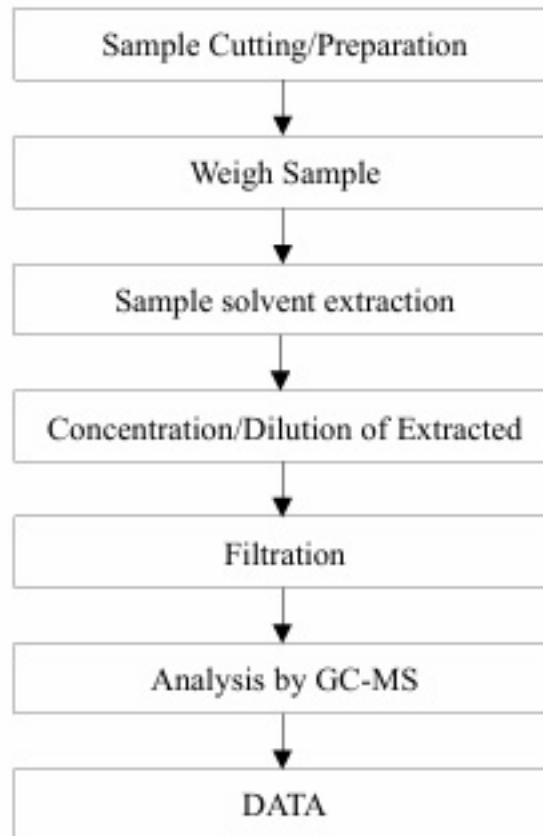 Sample Cutting/Preparation
Weigh Sample
Sample solvent extraction
Concentration/Dilution of Extracted
Filtration
Analysis by GC-MS
DATA